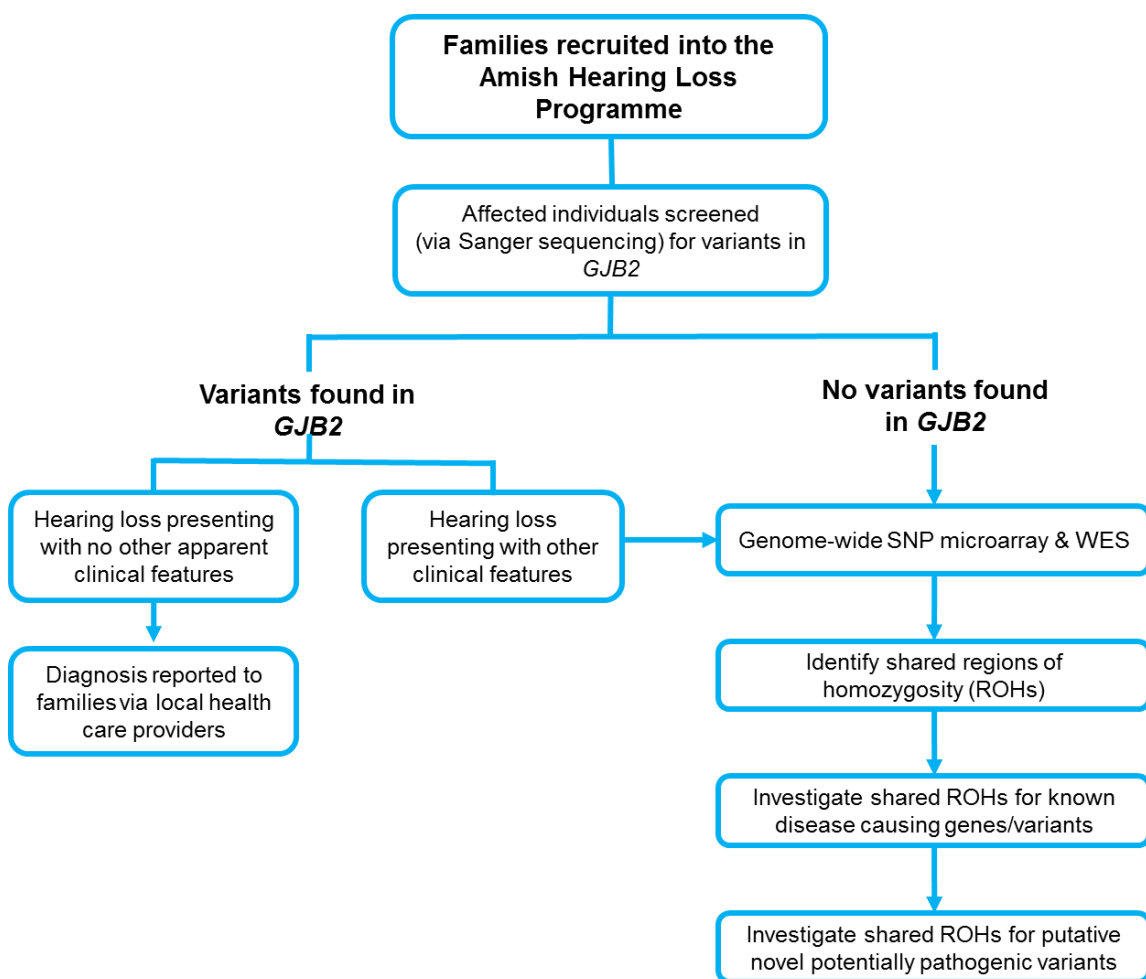 Families recruited into the
Amish Hearing Loss
Programme
Affected individuals screened
(via Sanger sequencing) for variants in
GJB2
Variants found in
GJB2
No variants found
in GJB2
Hearing loss presenting
with no other apparent
clinical features
Hearing loss
presenting with other
clinical features
Genome-wide SNP microarray & WES
Diagnosis reported to
families via local health
care providers
Identify shared regions of
homozygosity (ROHs)
Investigate shared ROHs for known
disease causing genes/variants
Investigate shared ROHs for putative
novel potentially pathogenic variants